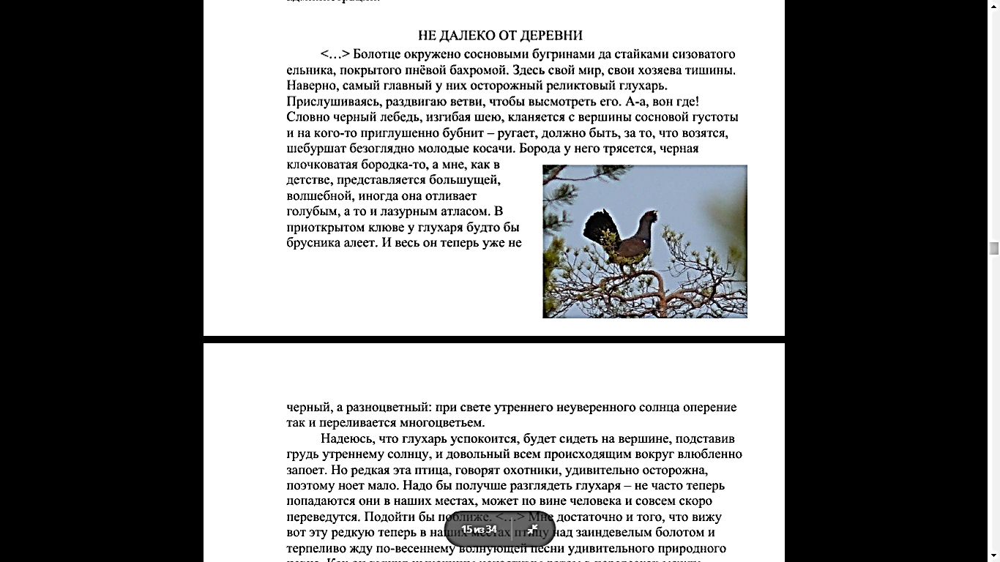 НЕ ДАЛЕКО ОТ ДЕРЕВНИ
<…> Болотце окружено сосновыми бугринами да стайками сизоватого
ельника, покрытого пнёвой бахромой. Здесь свой мир, свои хозяева тишины.
Наверно, самый главный у них осторожный реликтовый глухарь.
Прислушиваясь, раздвигаю ветви, чтобы высмотреть его. А-а, вон где!
Словно черный лебедь, изгибая шею, кланяется с вершины сосновой густоты
и на кого-то приглушенно бубнит – ругает, должно быть, за то, что возятся,
шебуршат безоглядно молодые косачи. Борода у него трясется, черная
клочковатая бородка-то, а мне, как в
детстве, представляется большущей,
волшебной, иногда она отливает
голубым, а то и лазурным атласом. В
приоткрытом клюве у глухаря будто бы
брусника алеет. И весь он теперь уже не
черный, а разноцветный: при свете утреннего неуверенного солнца оперение
так и переливается многоцветьем.
Надеюсь, что глухарь успокоится, будет сидеть на вершине, подставив
грудь утреннему солнцу, и довольный всем происходящим вокруг влюбленно
запоет. Но редкая эта птица, говорят охотники, удивительно осторожна,
поэтому ноет мало. Надо бы получше разглядеть глухаря – не часто теперь
попадаются они в наших местах, может по вине человека и совсем скоро
переведутся. Подойти бы поближе. <…> Мне достаточно и того, что вижу
вот эту редкую теперь в наших местах птицу над заиндевелым болотом и
терпеливо жду по-весеннему волнующей песни удивительного природного
15 из 34